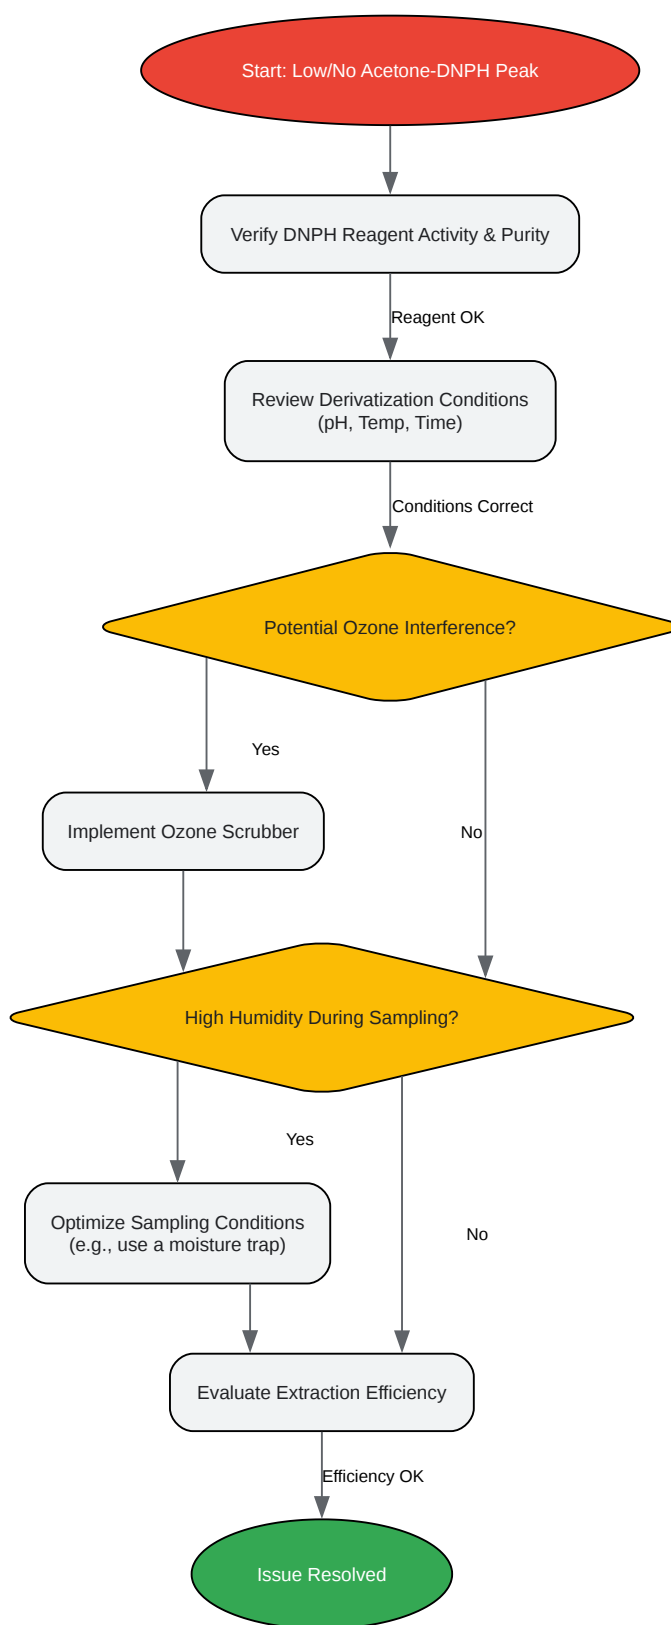 Start: Low/No Acetone-DNPH Peak
Verify DNPH Reagent Activity & Purity
Reagent OK
Review Derivatization Conditions
(pH, Temp, Time)
Conditions Correct
Potential Ozone Interference?
Yes
Implement Ozone Scrubber
No
High Humidity During Sampling?
Yes
Optimize Sampling Conditions
(e.g., use a moisture trap)
No
Evaluate Extraction Efficiency
Efficiency OK
Issue Resolved